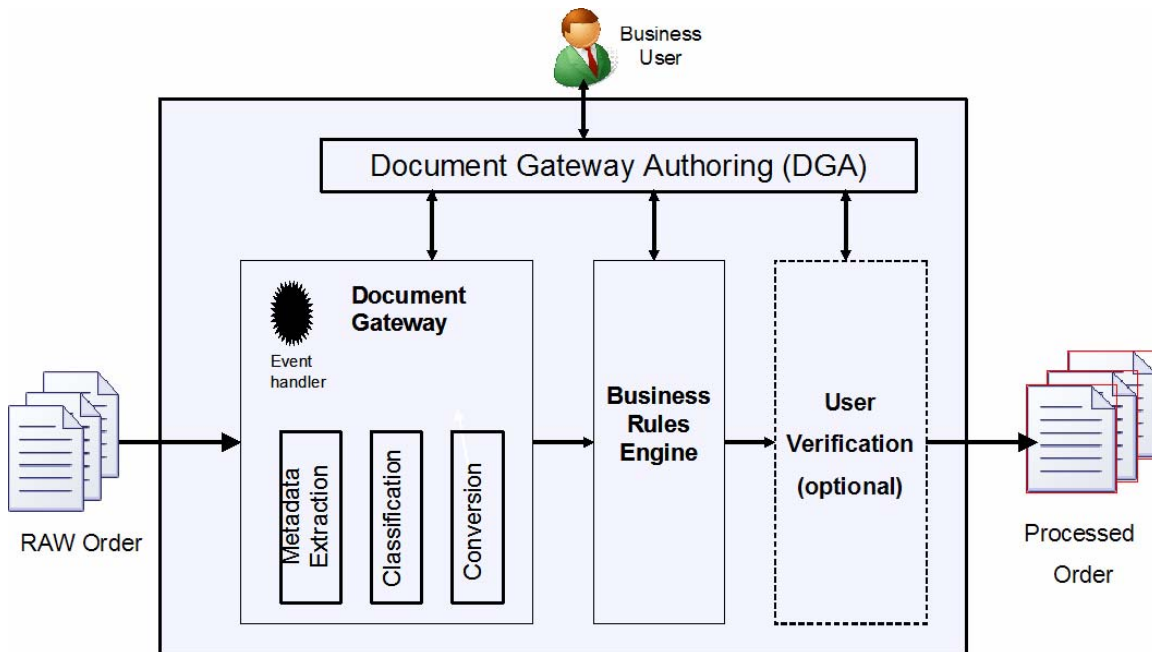 Business
User
Document Gateway Authoring (DGA)
Document
Gateway
Event
handler
Metadata
Extraction
Classification
Conversion
Business
Rules
Engine
User
Verification
(optional)
RAW Order
Processed
Order